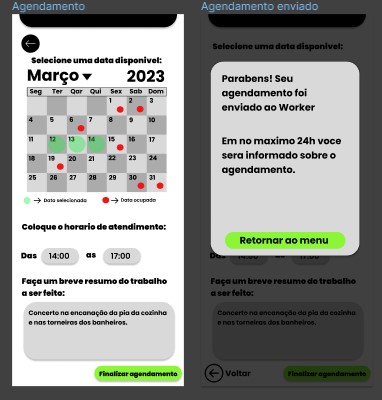 Agendamento
Selecione uma data disponivel:
Março 2023
Seg Ter Qar Qui Sex Sab Dom
1 2 3
4 5 6 7 8 9 10
11 12 13 14 15 16 17
18 19 20 21 22 23 24
25 26 27 28 29 30 31
Data selecionada Data ocupada
Coloque o horario de atendimento:
Das 14:00 as 17:00
Faça um breve resumo do trabalho
a ser feito:
Concerto na encanação da pia da cozinha
e nas torneiras dos banheiros.
Finalizar agendamento
Agendamento enviado
Selecione uma data disponivel:
Parabens! Seu
agendamento foi
enviado ao Worker
Em no maximo 24h voce
sera informado sobre o
agendamento.
Retornar ao menu
Das 14:00 as 17:00
Faça um breve resumo do trabalho
a ser feito:
Concerto na encanação da pia da cozinha
e nas torneiras dos banheiros.
Voltar
Finalizar agendamento